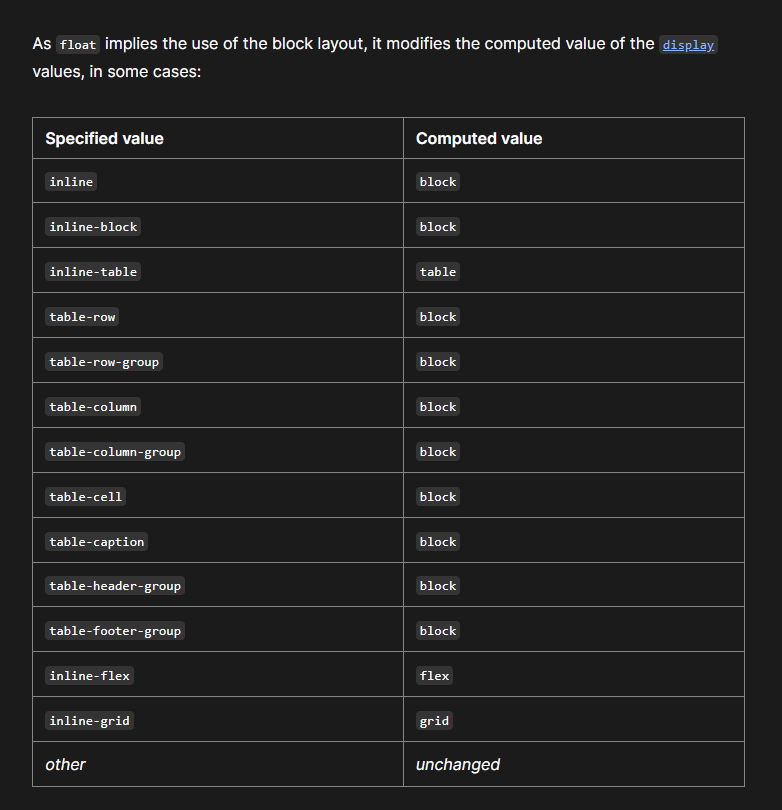 As float implies the use of the block layout, it modifies the computed value of the display
values, in some cases:
Specified value Computed value
inline block
inline-block block
inline-table table
table-row block
table-row-group block
table-column block
table-column-group block
table-cell block
table-caption block
table-header-group block
table-footer-group block
inline-flex flex
inline-grid grid
other unchanged